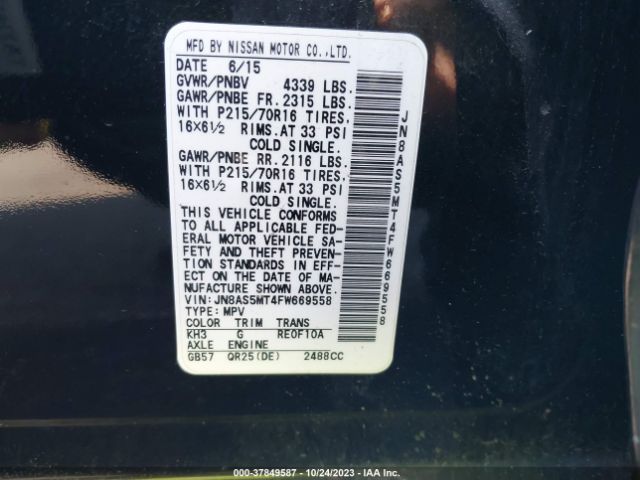 MFD BY NISSAN MOTOR CO.,LTD.
DATE 6/15
GVWR/PNBV 4339 LBS.
GAWR/PNBE FR. 2315 LBS.
WITH P215/70R16 TIRES,
16X6½ RIMS. AT 33 PSI
COLD SINGLE.
GAWR/PNBE RR. 2116 LBS.
WITH P215/70R16 TIRES,
16X6½ RIMS. AT 33 PSI
COLD SINGLE.
THIS VEHICLE CONFORMS
TO ALL APPLICABLE FED-
ERAL MOTOR VEHICLE SA-
FETY AND THEFT PREVEN-
TION STANDARDS IN EFF-
ECT ON THE DATE OF MA-
NUFACTURE SHOWN ABOVE.
VIN: JN8AS5MT4FW669558
TYPE: MPV
COLOR TRIM TRANS
KH3 G RE0F10A
AXLE ENGINE
GB57 QR25(DE) 2488CC
JN8AS5MT4FW669558
000-37849587 - 10/24/2023 - IAA Inc.